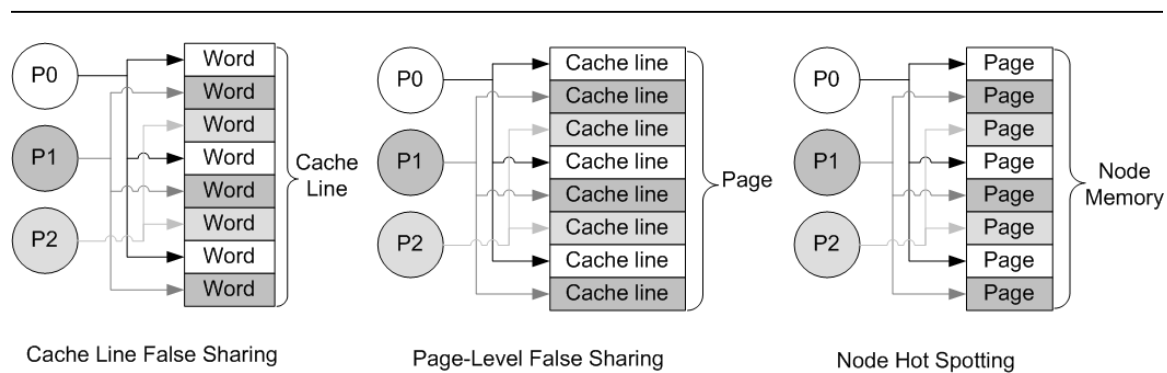 P0
P1
P2
Word
Word
Word
Word
Word
Word
Word
Word
Cache
Line
Cache Line False Sharing
P0
P1
P2
Cache line
Cache line
Cache line
Cache line
Cache line
Cache line
Cache line
Cache line
Page
Page-Level False Sharing
P0
P1
P2
Page
Page
Page
Page
Page
Page
Page
Page
Node
Memory
Node Hot Spotting